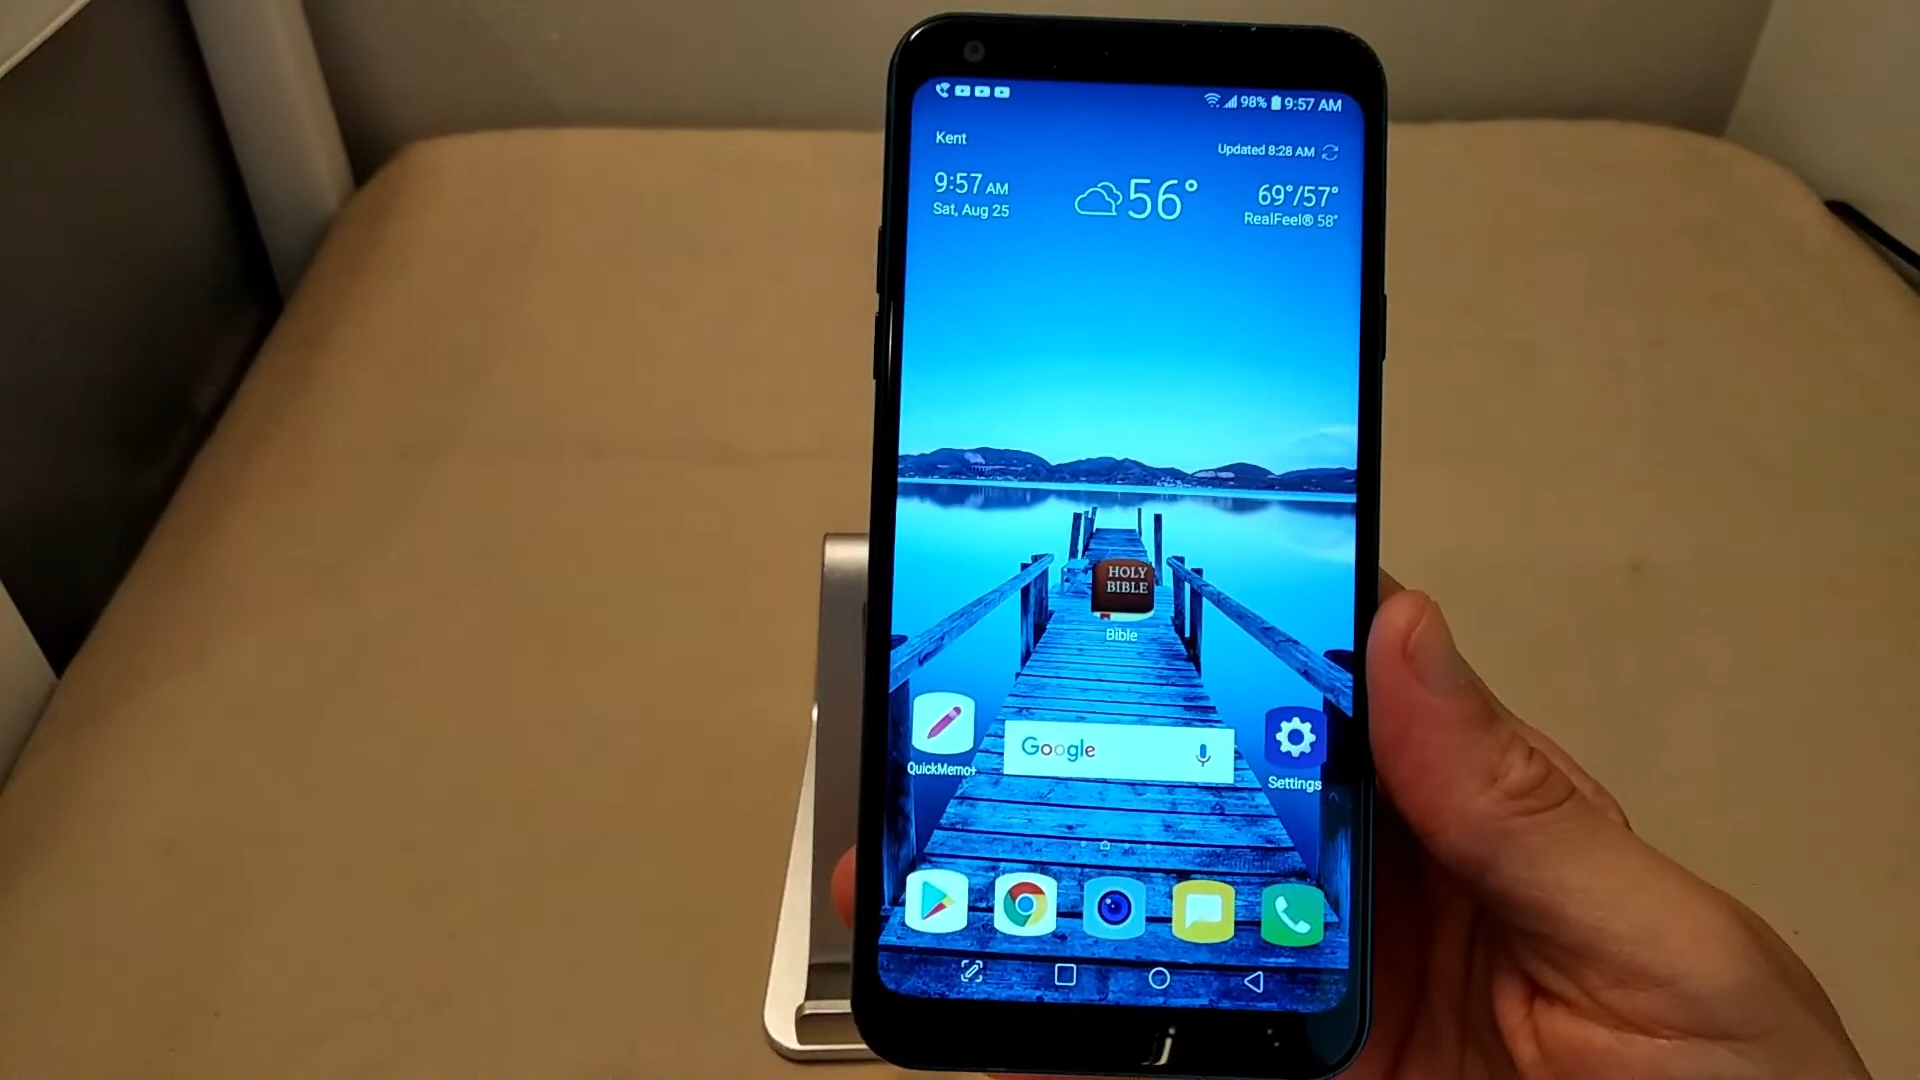 98% 9:57 AM
Kent
Updated 8:28 AM
9:57 AM
Sat, Aug 25
56°
69°/57°
RealFeel® 58°
HOLY
BIBLE
Bible
QuickMemo+
Google
Settings